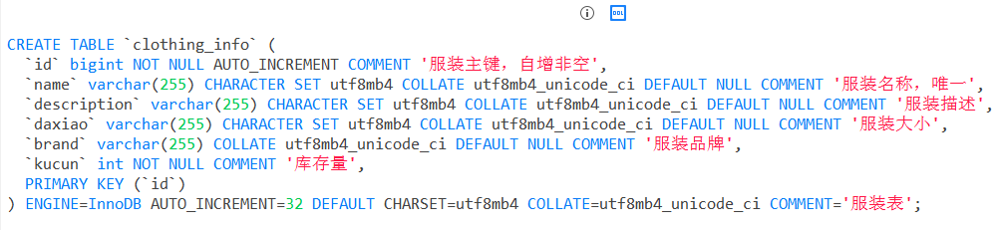 DDL
CREATE TABLE `clothing_info` (
  `id` bigint NOT NULL AUTO_INCREMENT COMMENT '服装主键，自增非空',
  `name` varchar(255) CHARACTER SET utf8mb4 COLLATE utf8mb4_unicode_ci DEFAULT NULL COMMENT '服装名称，唯一',
  `description` varchar(255) CHARACTER SET utf8mb4 COLLATE utf8mb4_unicode_ci DEFAULT NULL COMMENT '服装描述',
  `daxiao` varchar(255) CHARACTER SET utf8mb4 COLLATE utf8mb4_unicode_ci DEFAULT NULL COMMENT '服装大小',
  `brand` varchar(255) COLLATE utf8mb4_unicode_ci DEFAULT NULL COMMENT '服装品牌',
  `kucun` int NOT NULL COMMENT '库存量',
  PRIMARY KEY (`id`)
) ENGINE=InnoDB AUTO_INCREMENT=32 DEFAULT CHARSET=utf8mb4 COLLATE=utf8mb4_unicode_ci COMMENT='服装表';